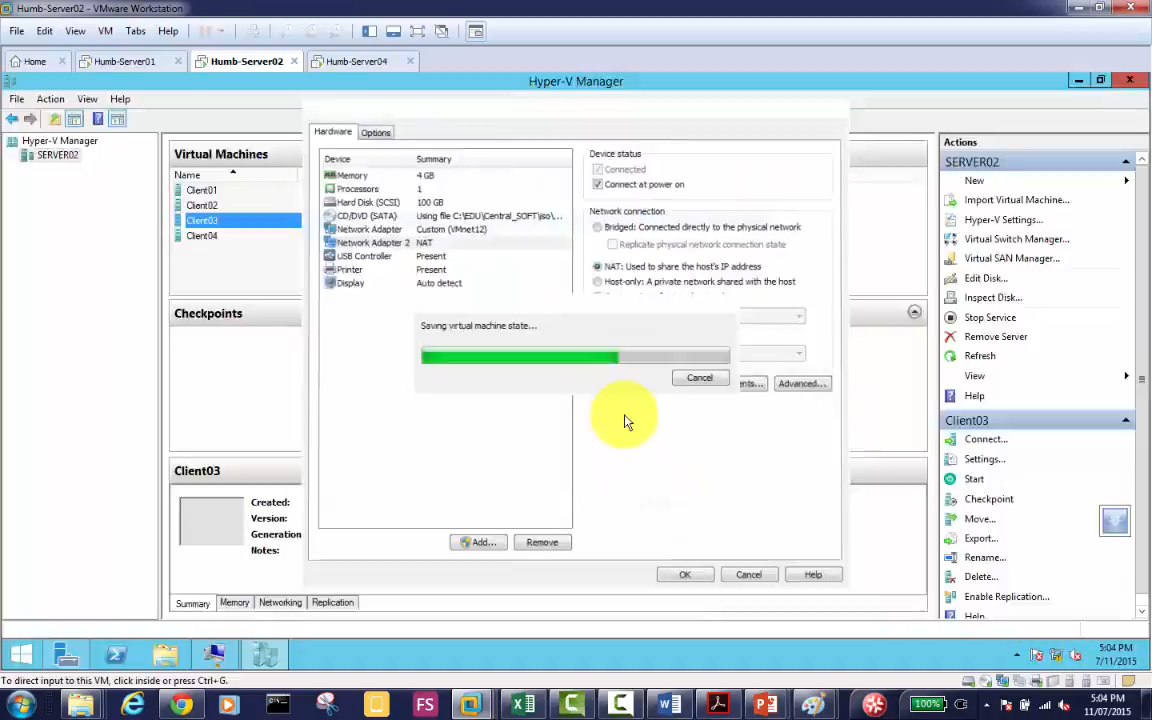 Humb-Server02 - VMware Workstation
File Edit View VM Tabs Help
Home Humb-Server01 Humb-Server02 Humb-Server04
Hyper-V Manager
File Action View Help
Hyper-V Manager
SERVER02
Virtual Machines
Name
Client01
Client02
Client03
Client04
Checkpoints
Client03
Created:
Version:
Generation
Notes:
Summary Memory Networking Replication
Hardware Options
Device Summary
Memory 4 GB
Processors 1
Hard Disk (SCSI) 100 GB
CD/DVD (SATA) Using file C:\EDU\Central_SOFT\iso\...
Network Adapter Custom (VMnet12)
Network Adapter 2 NAT
USB Controller Present
Printer Present
Display Auto detect
Add... Remove
Device status
Connected
Connect at power on
Network connection
Bridged: Connected directly to the physical network
Replicate physical network connection state
NAT: Used to share the host's IP address
Host-only: A private network shared with the host
Saving virtual machine state...
Cancel
ents... Advanced...
OK Cancel Help
Actions
SERVER02
New
Import Virtual Machine...
Hyper-V Settings...
Virtual Switch Manager...
Virtual SAN Manager...
Edit Disk...
Inspect Disk...
Stop Service
Remove Server
Refresh
View
Help
Client03
Connect...
Settings...
Start
Checkpoint
Move...
Export...
Rename...
Delete...
Enable Replication...
Help
5:04 PM
7/11/2015
To direct input to this VM, click inside or press Ctrl+G.
FS
100%
5:04 PM
11/07/2015